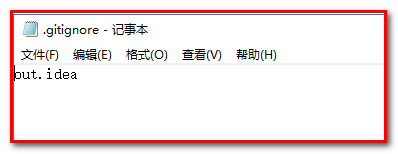 .gitignore - 记事本
文件(F) 编辑(E) 格式(O) 查看(V) 帮助(H)
out.idea